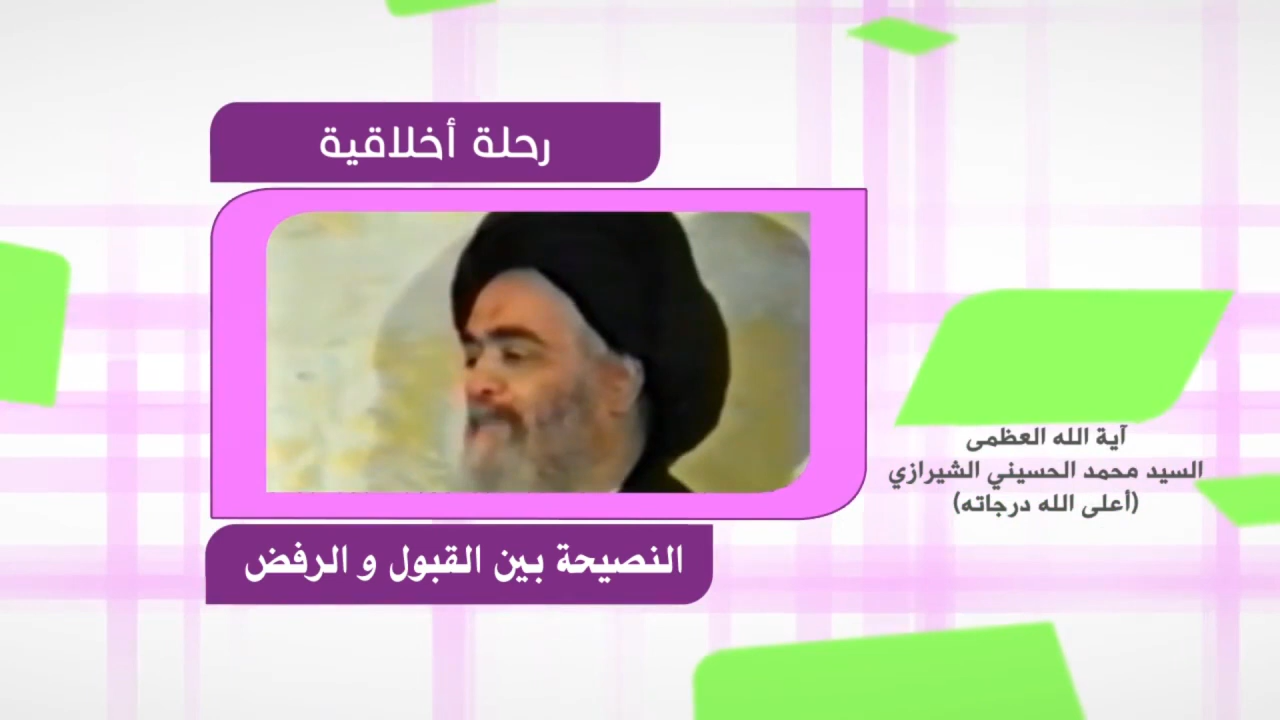 رحلة أخلاقية
آية الله العظمى
السيد محمد الحسيني الشيرازي
(أعلى الله درجاته)
النصيحة بين القبول و الرفض